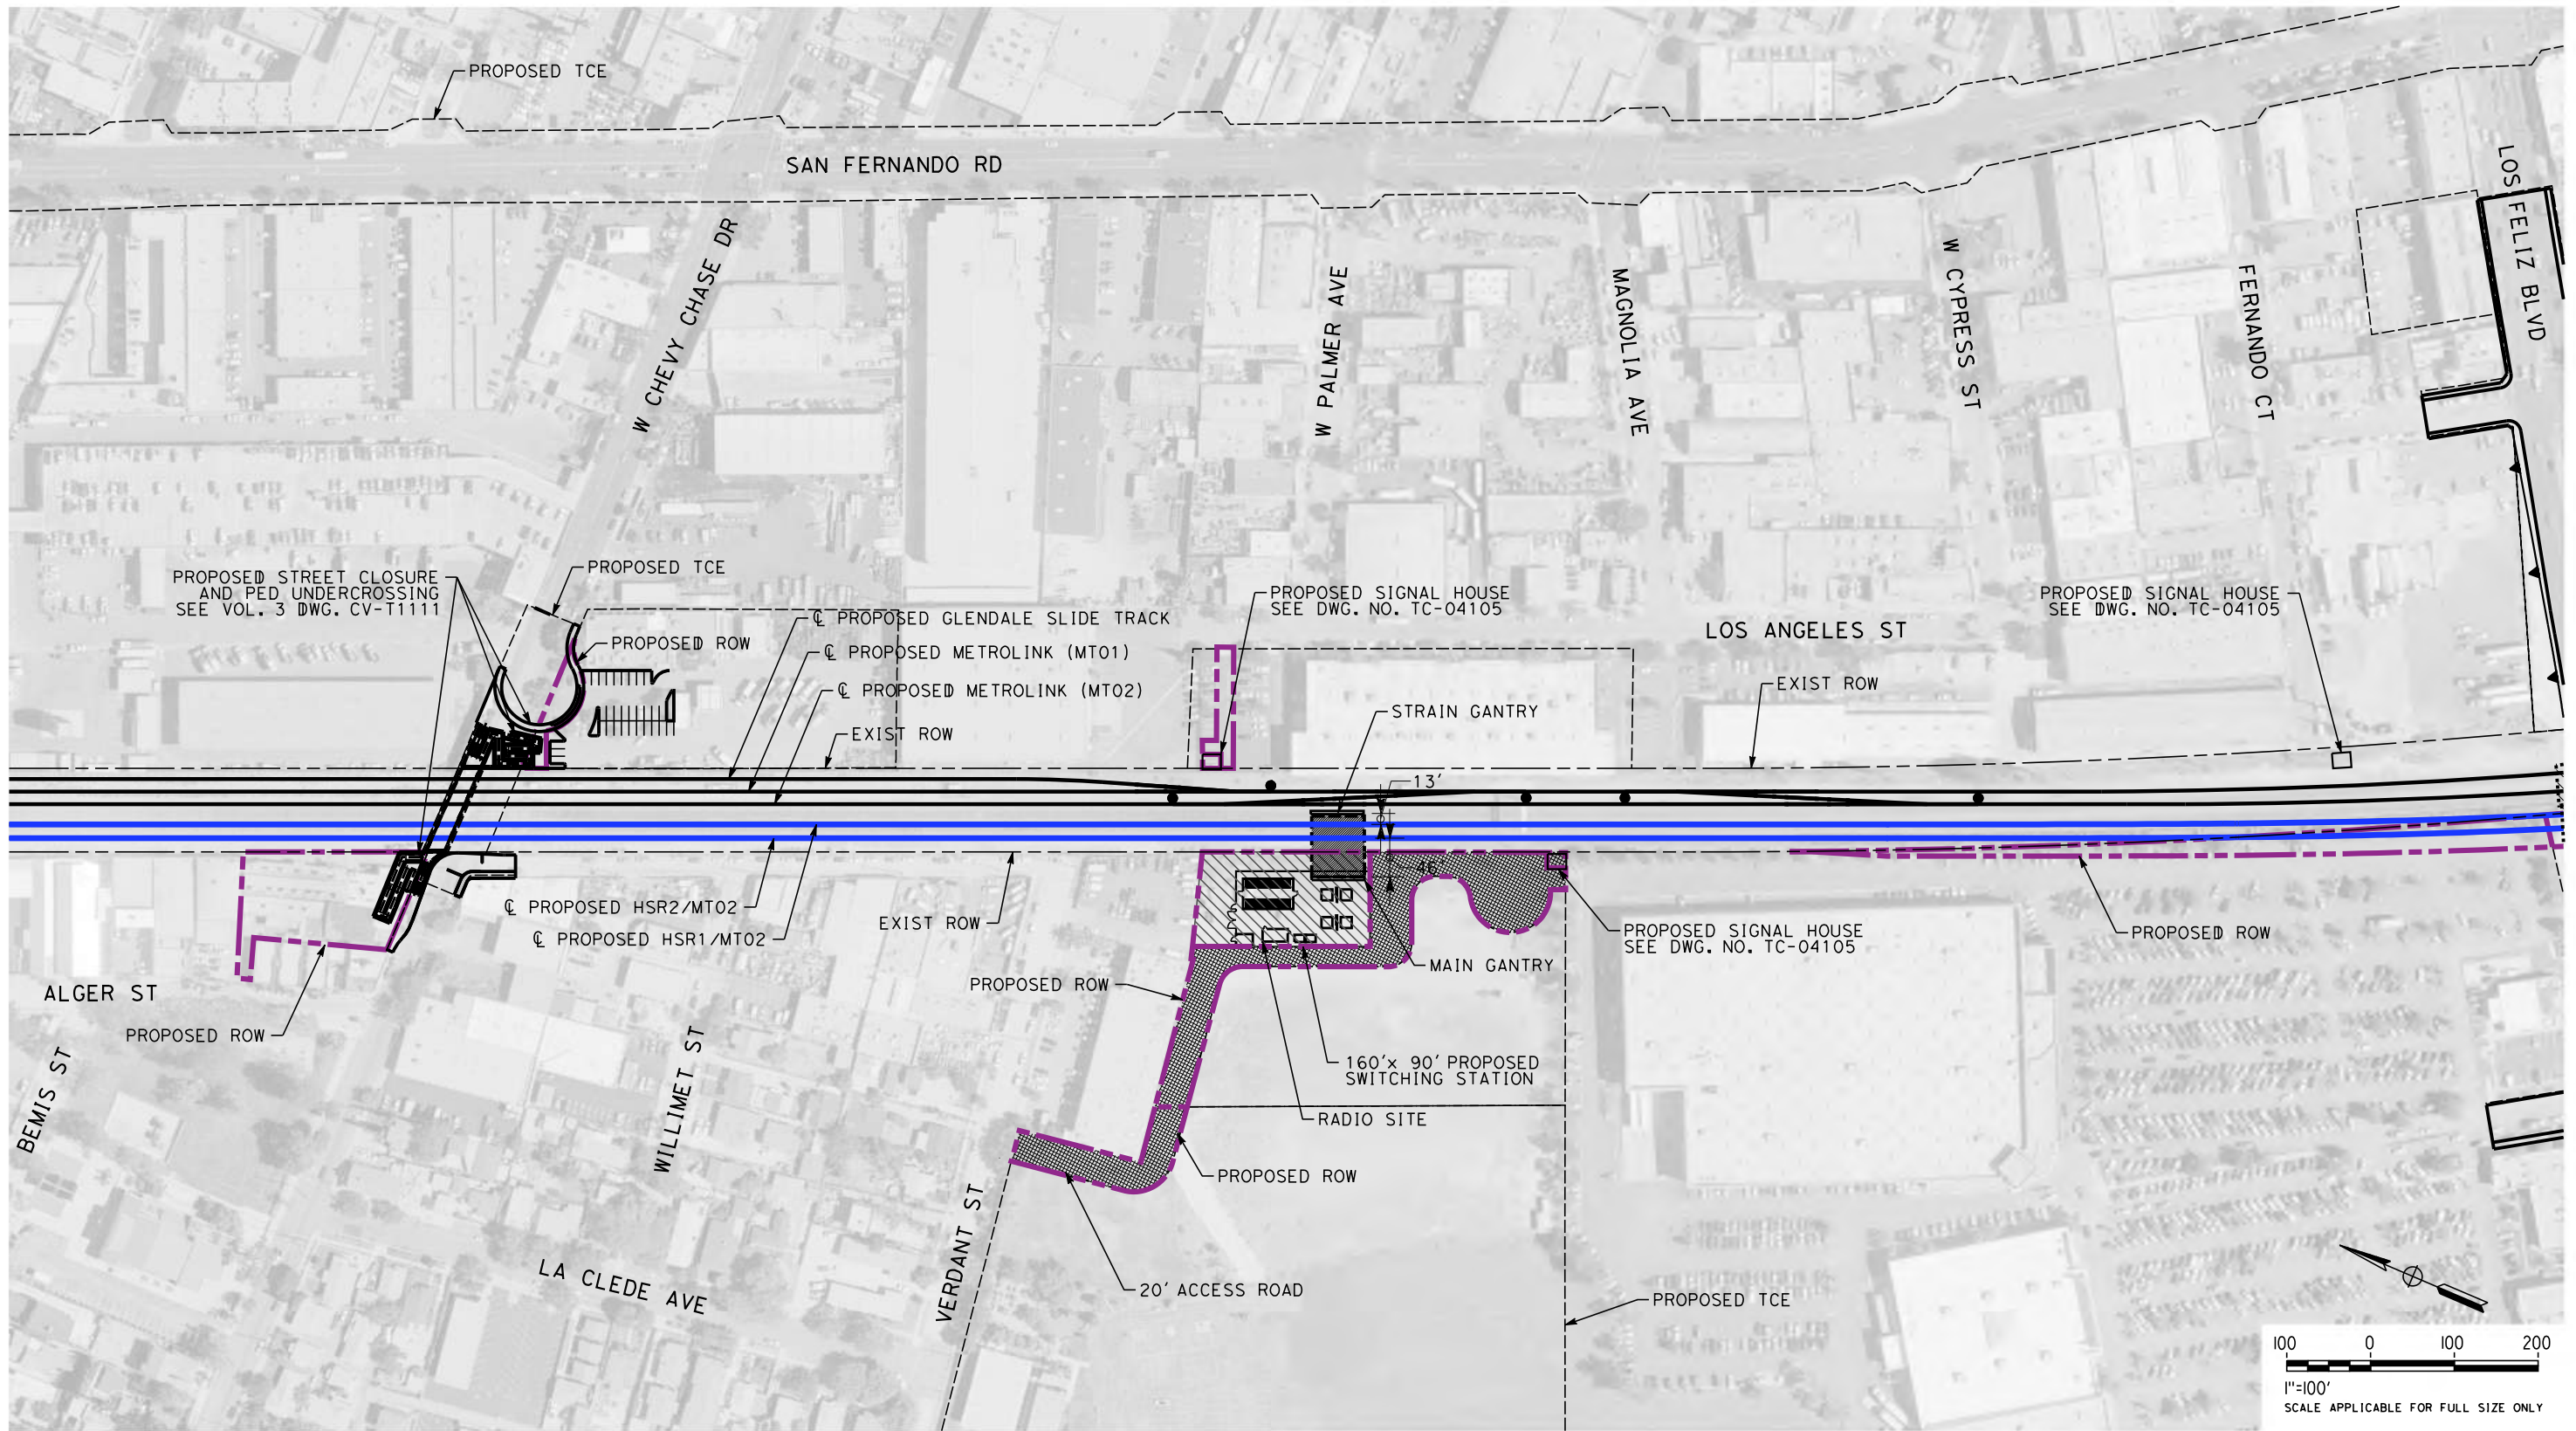 PROPOSED TCE
SAN FERNANDO RD
LOS FELIZ BLVD
W CHEVY CHASE DR
W PALMER AVE
MAGNOLIA AVE
W CYPRESS ST
FERNANDO CT
PROPOSED STREET CLOSURE
AND PED UNDERCROSSING
SEE VOL. 3 DWG. CV-T1111
PROPOSED TCE
PROPOSED ROW
℄ PROPOSED GLENDALE SLIDE TRACK
℄ PROPOSED METROLINK (MT01)
℄ PROPOSED METROLINK (MT02)
EXIST ROW
PROPOSED SIGNAL HOUSE
SEE DWG. NO. TC-04105
STRAIN GANTRY
LOS ANGELES ST
EXIST ROW
PROPOSED SIGNAL HOUSE
SEE DWG. NO. TC-04105
13'
46'
℄ PROPOSED HSR2/MT02
℄ PROPOSED HSR1/MT02
EXIST ROW
PROPOSED SIGNAL HOUSE
SEE DWG. NO. TC-04105
PROPOSED ROW
MAIN GANTRY
ALGER ST
PROPOSED ROW
PROPOSED ROW
BEMIS ST
WILLIMET ST
160'x 90' PROPOSED
SWITCHING STATION
RADIO SITE
PROPOSED ROW
VERDANT ST
LA CLEDE AVE
20' ACCESS ROAD
PROPOSED TCE
100 0 100 200
1"=100'
SCALE APPLICABLE FOR FULL SIZE ONLY